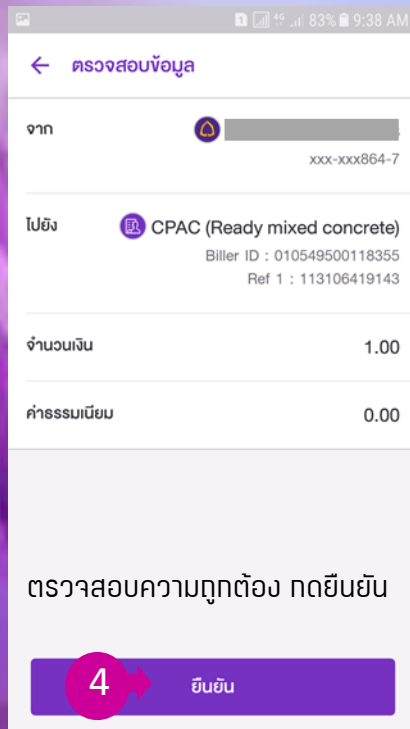 83% 9:38 AM
← ตรวจสอบข้อมูล
จาก
xxx-xxx864-7
ไปยัง CPAC (Ready mixed concrete)
Biller ID : 010549500118355
Ref 1 : 113106419143
จำนวนเงิน 1.00
ค่าธรรมเนียม 0.00
ตรวจสอบความถูกต้อง กดยืนยัน
4 ยืนยัน